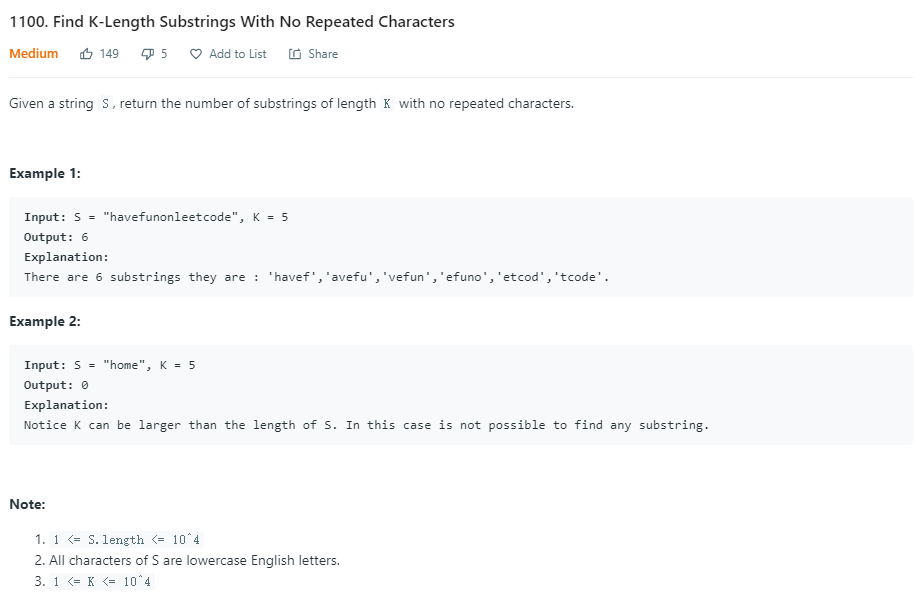 1100. Find K-Length Substrings With No Repeated Characters
Medium 149 5 Add to List Share
Given a string S, return the number of substrings of length K with no repeated characters.
Example 1:
Input: S = "havefunonleetcode", K = 5
Output: 6
Explanation:
There are 6 substrings they are : 'havef','avefu','vefun','efuno','etcod','tcode'.
Example 2:
Input: S = "home", K = 5
Output: 0
Explanation:
Notice K can be larger than the length of S. In this case is not possible to find any substring.
Note:
1. 1 <= S.length <= 10^4
2. All characters of S are lowercase English letters.
3. 1 <= K <= 10^4